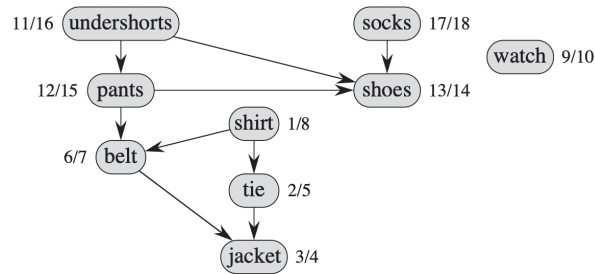 11/16 undershorts socks 17/18
watch 9/10
12/15 pants shoes 13/14
shirt 1/8
6/7 belt
tie 2/5
jacket 3/4